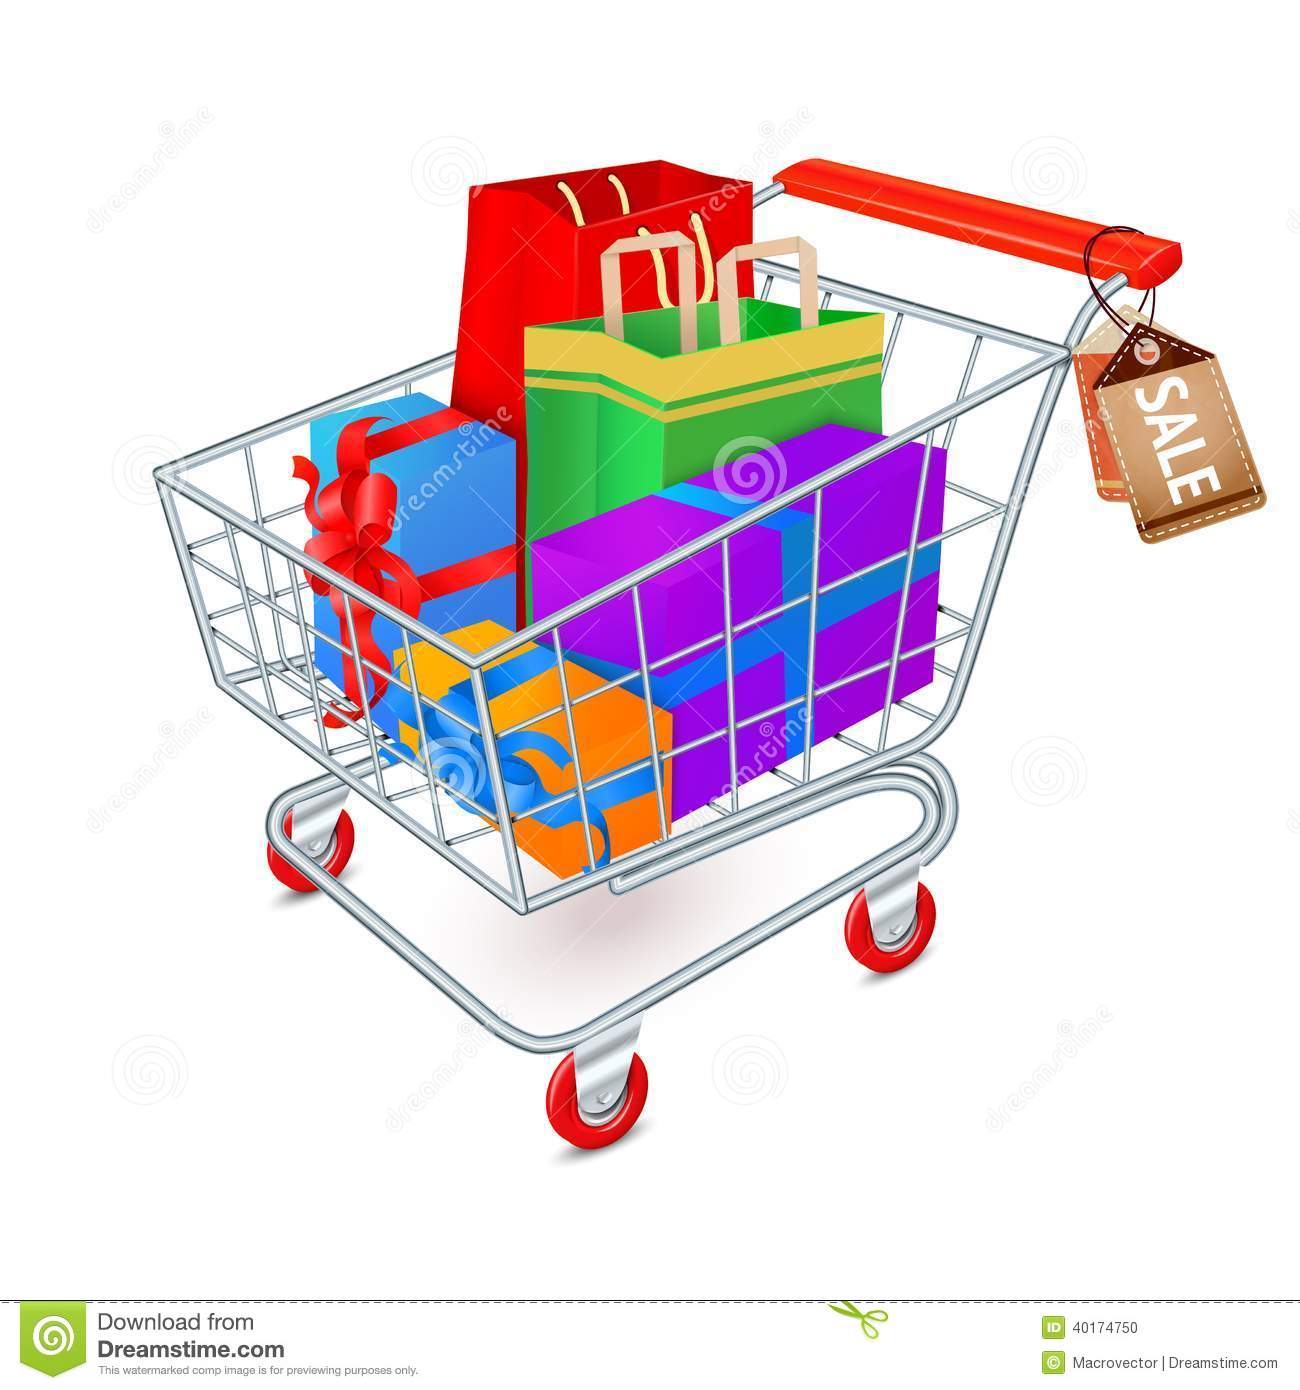 SALE
dreamstime
Download from
Dreamstime.com
This watermarked comp image is for previewing purposes only.
ID 40174750
© Macrovector | Dreamstime.com